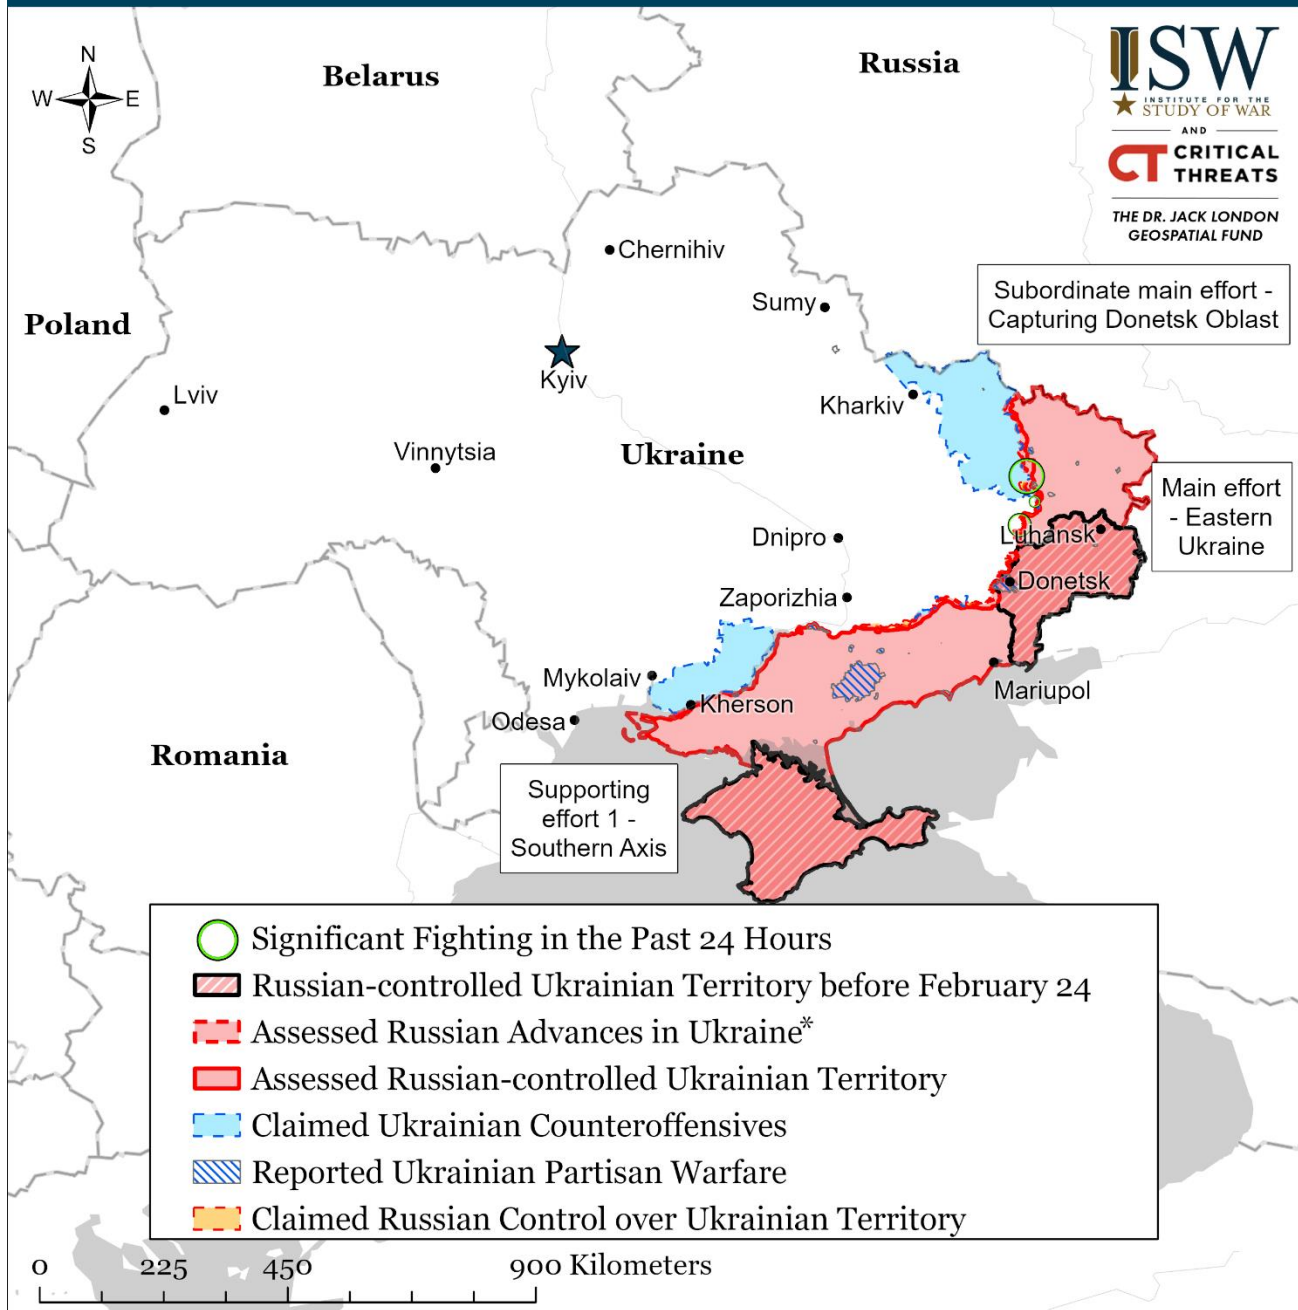 N
W E
S
Belarus
Russia
ISW
INSTITUTE FOR THE
STUDY OF WAR
AND
CT CRITICAL
THREATS
THE DR. JACK LONDON
GEOSPATIAL FUND
Chernihiv
Sumy
Subordinate main effort -
Capturing Donetsk Oblast
Poland
Kyiv
Lviv
Kharkiv
Vinnytsia
Ukraine
Main effort
- Eastern
Ukraine
Dnipro
Luhansk
Donetsk
Zaporizhia
Mykolaiv
Mariupol
Kherson
Odesa
Romania
Supporting
effort 1 -
Southern Axis
Significant Fighting in the Past 24 Hours
Russian-controlled Ukrainian Territory before February 24
Assessed Russian Advances in Ukraine*
Assessed Russian-controlled Ukrainian Territory
Claimed Ukrainian Counteroffensives
Reported Ukrainian Partisan Warfare
Claimed Russian Control over Ukrainian Territory
0 225 450 900 Kilometers